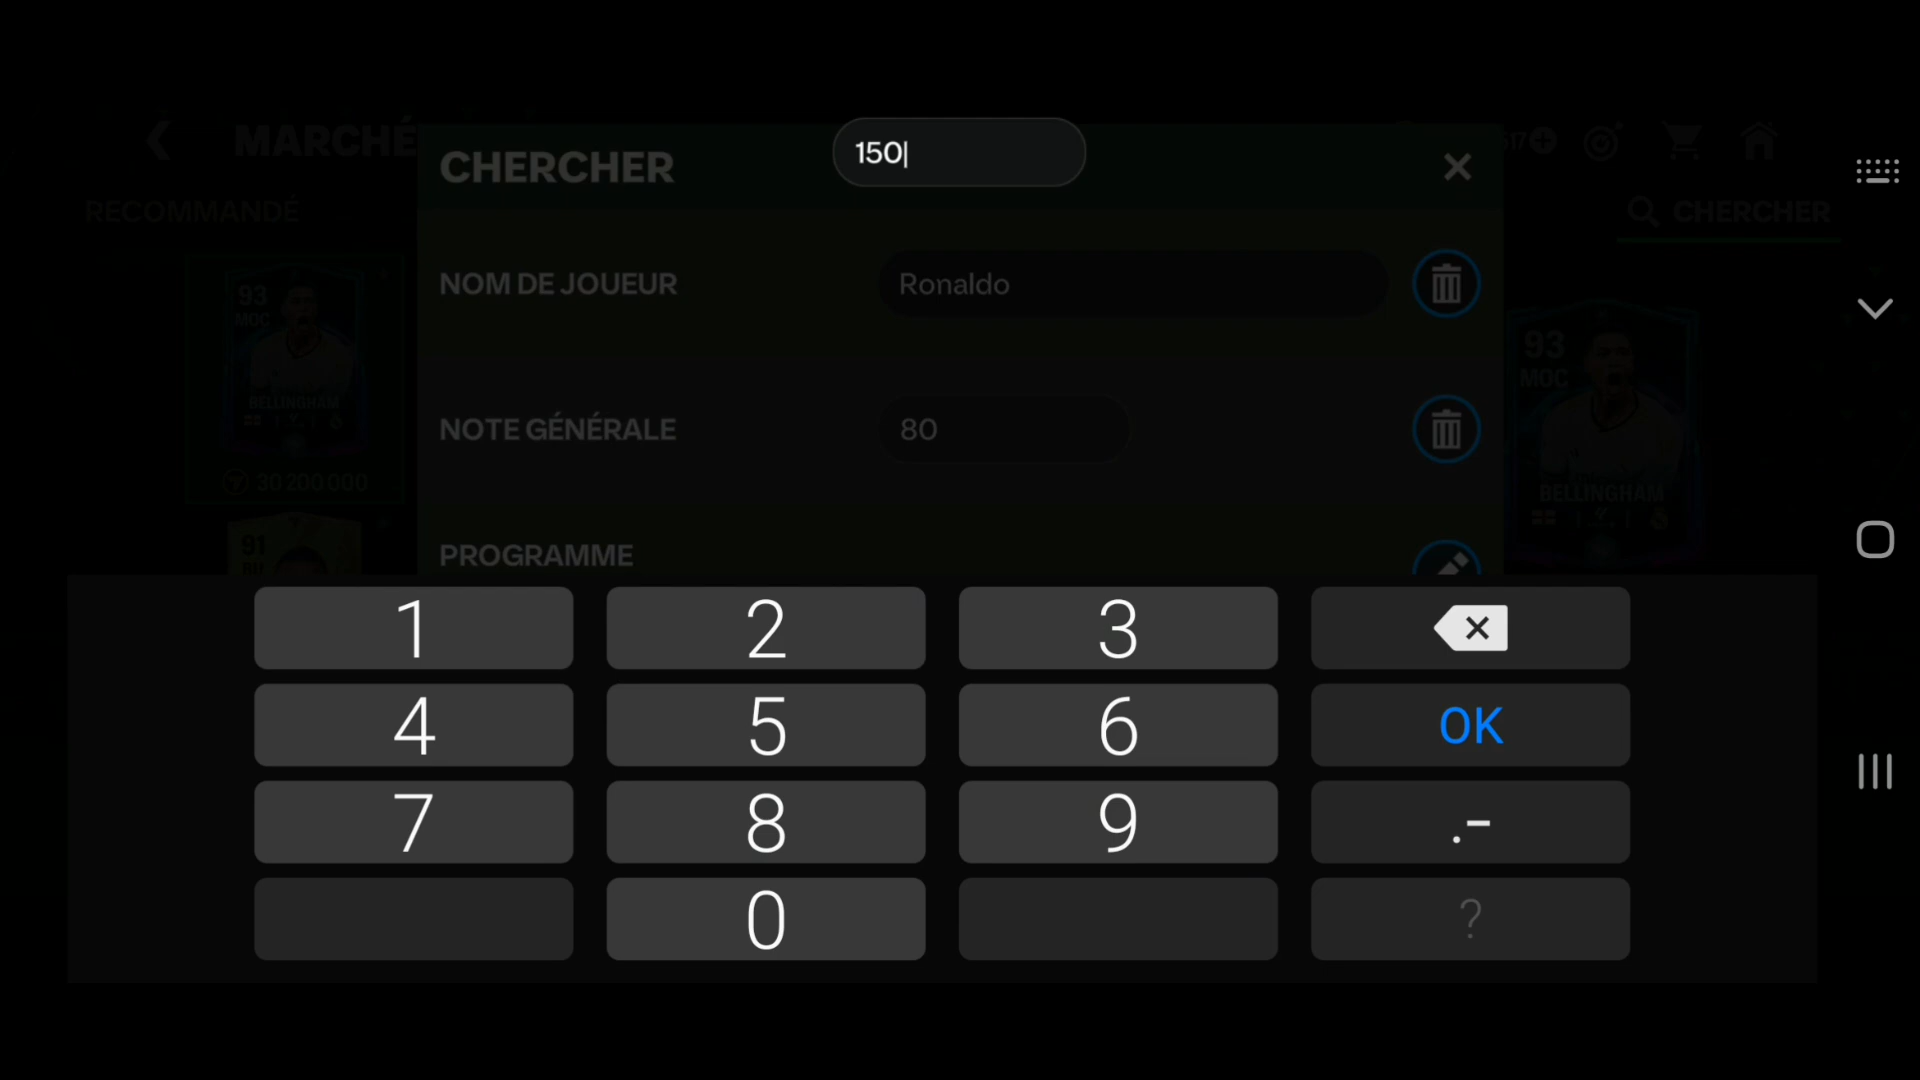 MARCHÉ
CHERCHER
150
17
RECOMMANDÉ
CHERCHER
NOM DE JOUEUR
Ronaldo
93
MOC
BELLINGHAM
30 200 000
NOTE GÉNÉRALE
80
93
MOC
BELLINGHAM
91
PROGRAMME
1
2
3
4
5
6
OK
7
8
9
.-
0
?